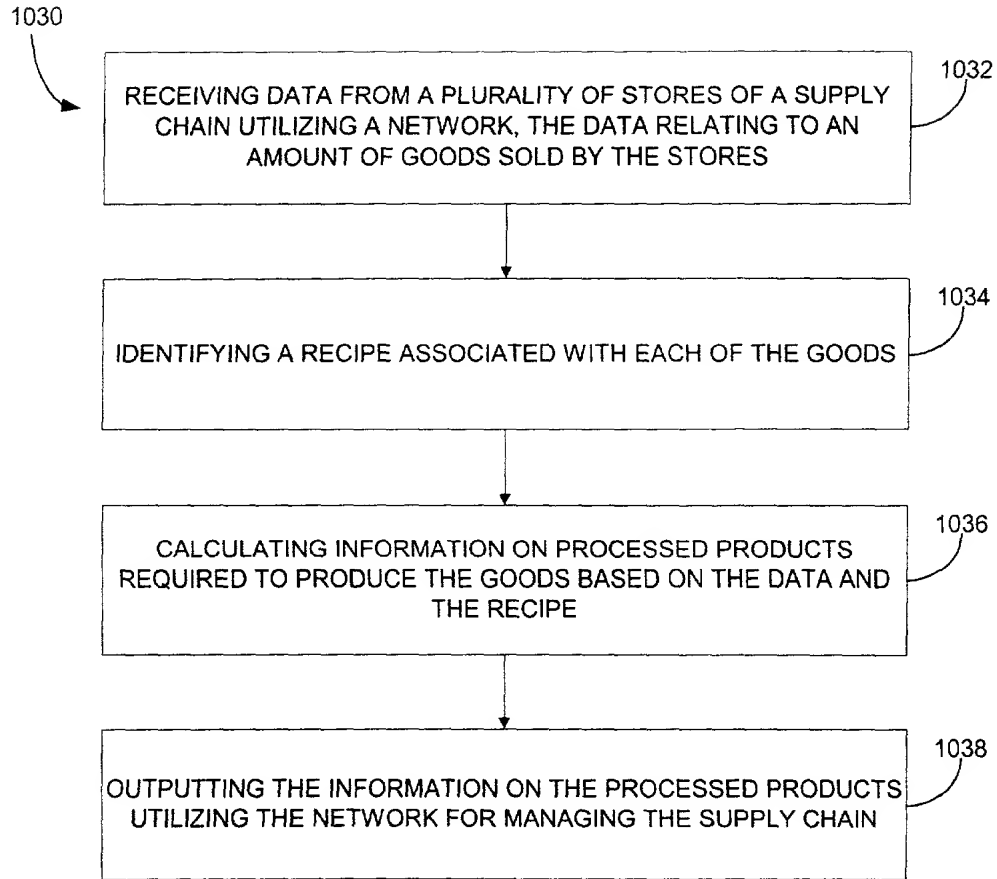 1030
1032
RECEIVING DATA FROM A PLURALITY OF STORES OF A SUPPLY
CHAIN UTILIZING A NETWORK, THE DATA RELATING TO AN
AMOUNT OF GOODS SOLD BY THE STORES
1034
IDENTIFYING A RECIPE ASSOCIATED WITH EACH OF THE GOODS
1036
CALCULATING INFORMATION ON PROCESSED PRODUCTS
REQUIRED TO PRODUCE THE GOODS BASED ON THE DATA AND
THE RECIPE
1038
OUTPUTTING THE INFORMATION ON THE PROCESSED PRODUCTS
UTILIZING THE NETWORK FOR MANAGING THE SUPPLY CHAIN